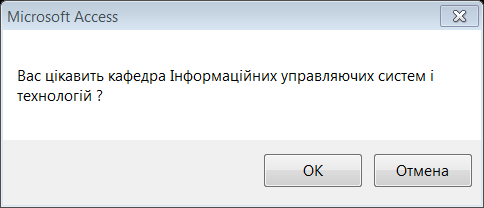 Microsoft Access
Вас цікавить кафедра Інформаційних управляючих систем і
технологій ?
OK
Отмена